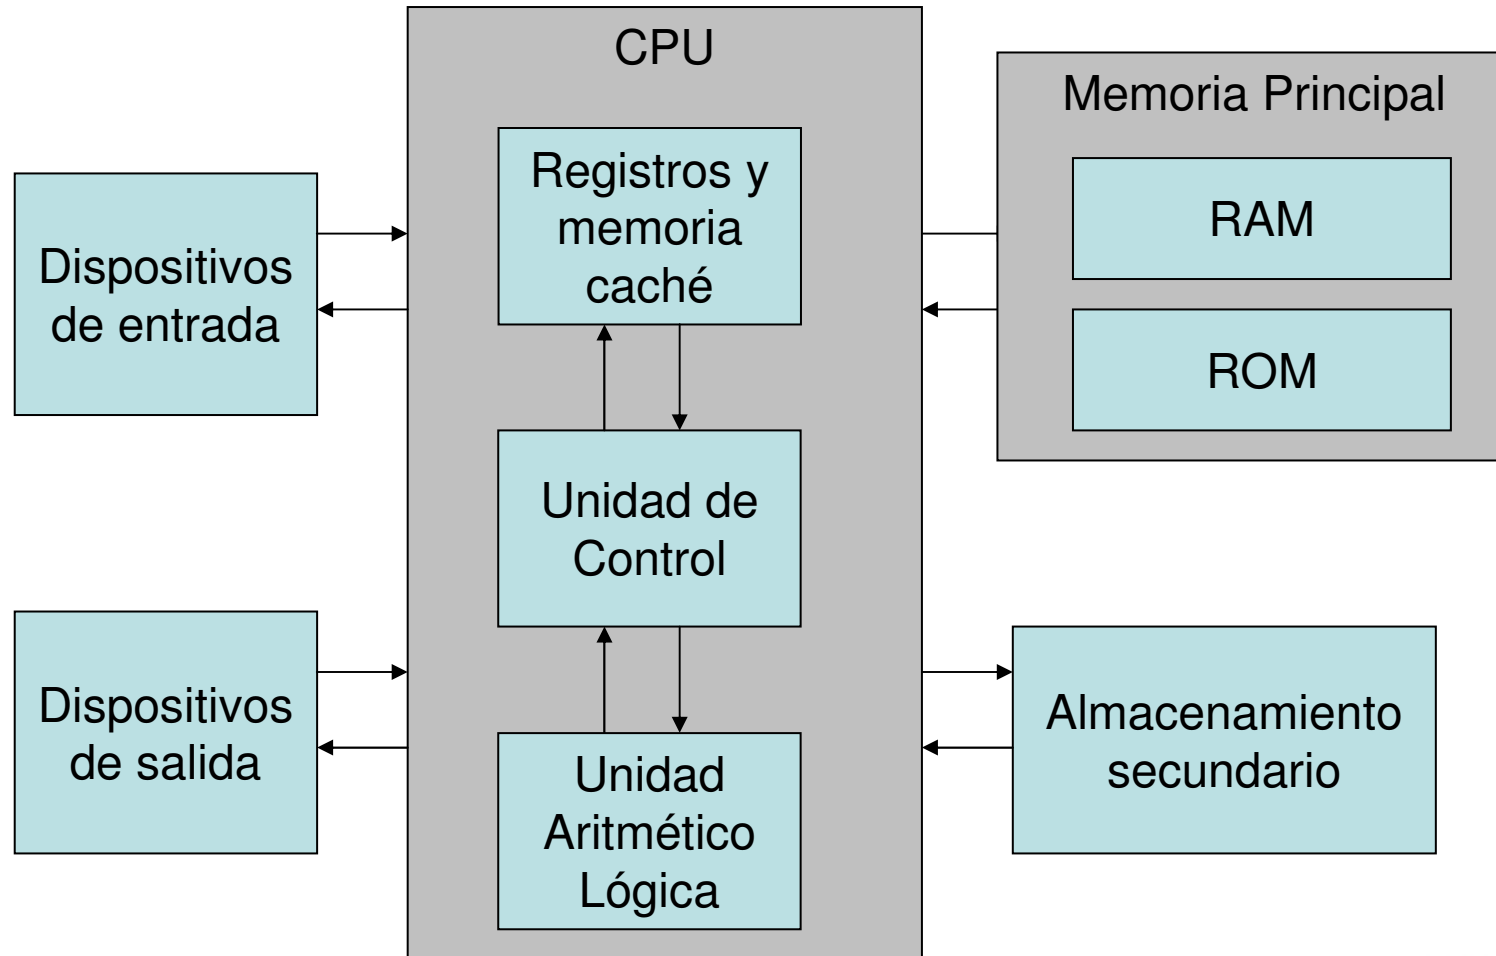 CPU
Memoria Principal
Registros y
memoria
caché
RAM
ROM
Dispositivos
de entrada
Unidad de
Control
Dispositivos
de salida
Almacenamiento
secundario
Unidad
Aritmético
Lógica